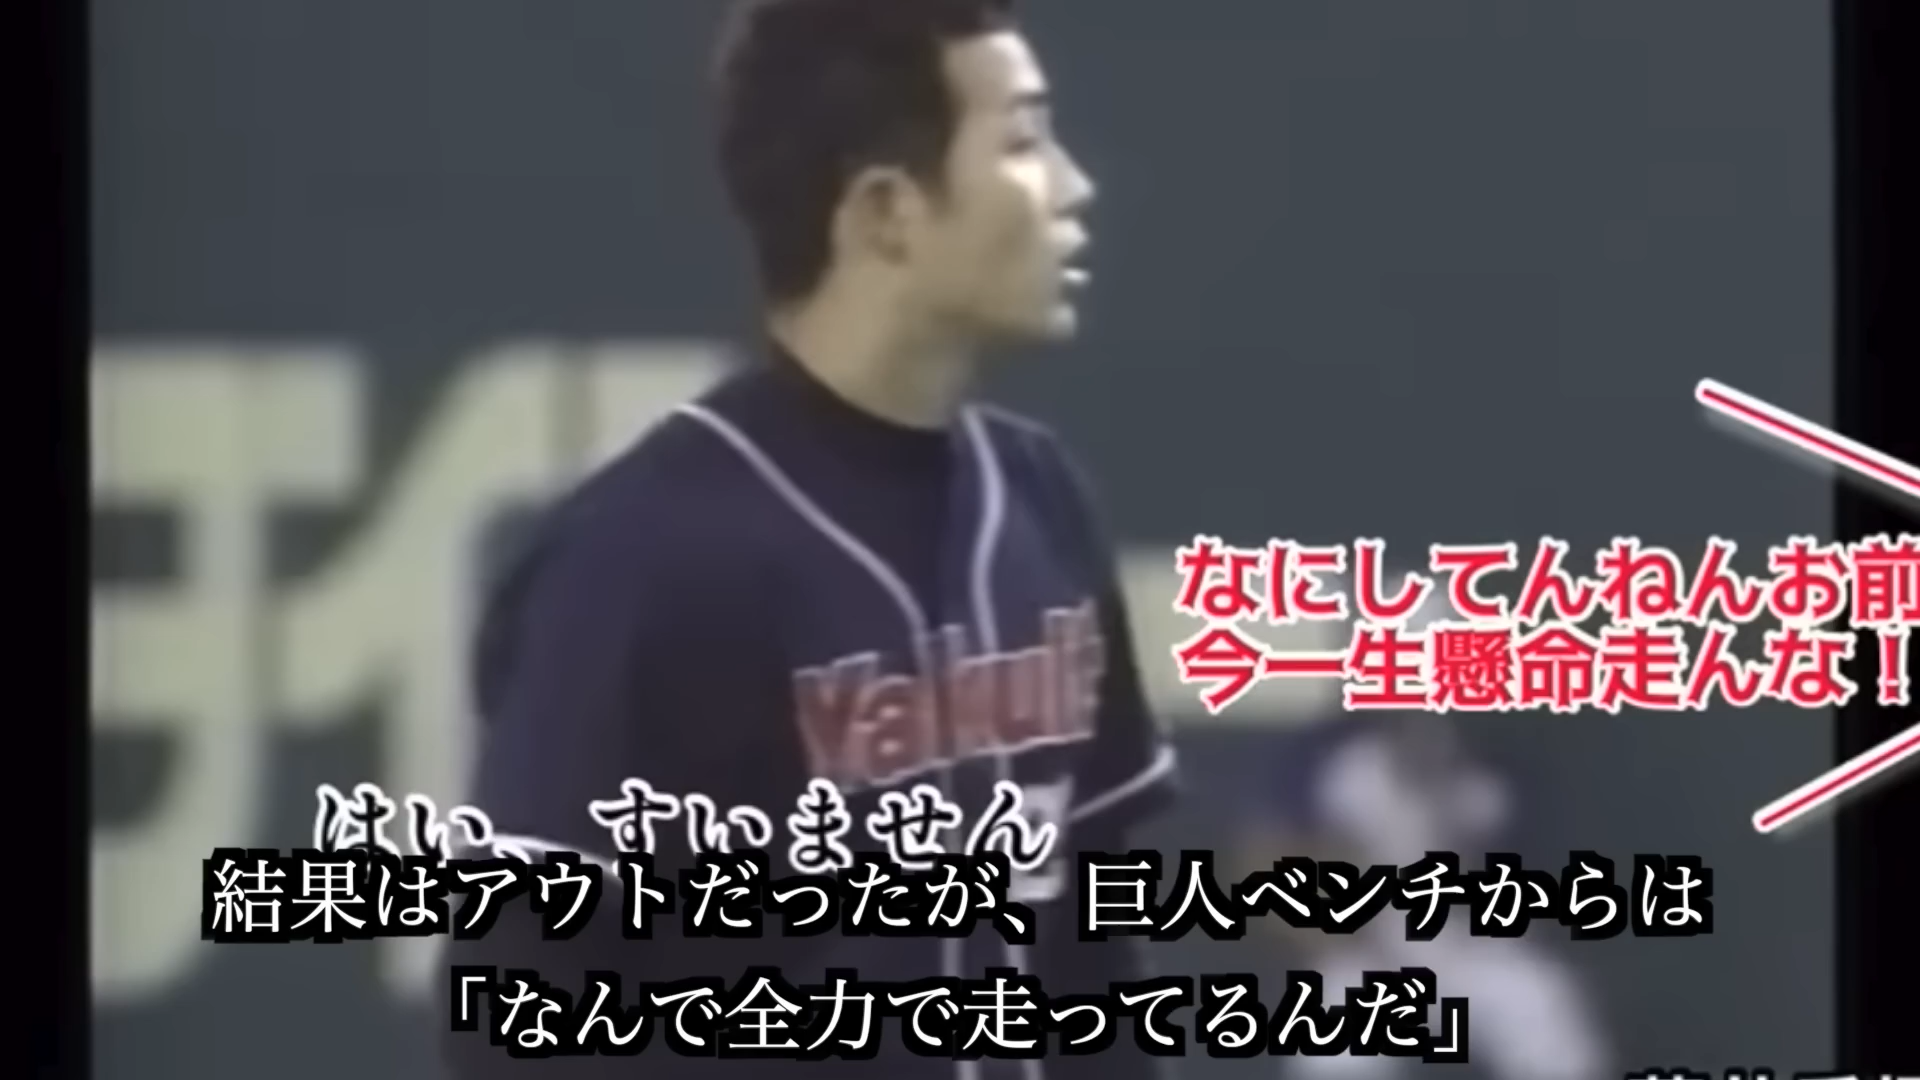 なにしてんねんお前
今一生懸命走んな！
Yakult
はい、すいません
結果はアウトだったが、巨人ベンチからは
「なんで全力で走ってるんだ」